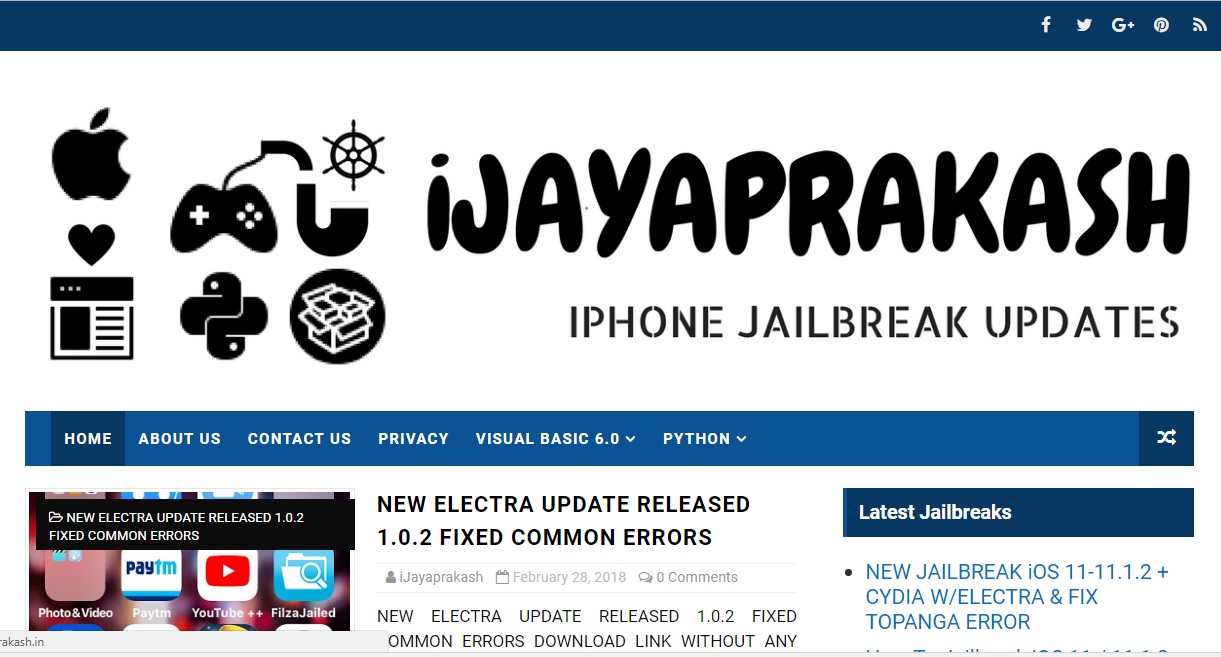 iJAYAPRAKASH
IPHONE JAILBREAK UPDATES
HOME ABOUT US CONTACT US PRIVACY VISUAL BASIC 6.0 PYTHON
NEW ELECTRA UPDATE RELEASED 1.0.2
FIXED COMMON ERRORS
paytm
Photo&Video Paytm YouTube ++ FilzaJailed
NEW ELECTRA UPDATE RELEASED
1.0.2 FIXED COMMON ERRORS
iJayaprakash February 28, 2018 0 Comments
NEW ELECTRA UPDATE RELEASED 1.0.2 FIXED
COMMON ERRORS DOWNLOAD LINK WITHOUT ANY
Latest Jailbreaks
NEW JAILBREAK iOS 11-11.1.2 +
CYDIA W/ELECTRA & FIX
TOPANGA ERROR
rakash.in